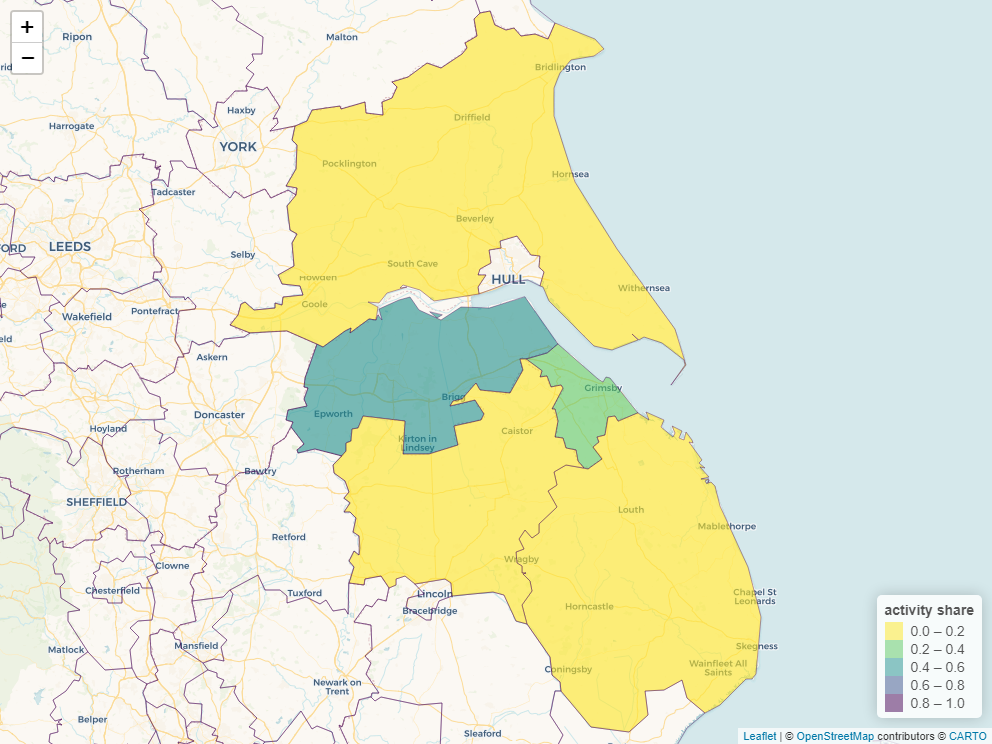 +
−
Ripon
Malton
Bridlington
Haxby
Driffield
Harrogate
YORK
Pocklington
Hornsea
Tadcaster
Beverley
LEEDS
Selby
South Cave
Howden
HULL
Withernsea
Goole
Pontefract
Wakefield
Askern
Grimsby
Brigg
Epworth
Doncaster
Hoyland
Caistor
Kirton in
Lindsey
Rotherham
Bawtry
SHEFFIELD
Louth
Mablethorpe
Retford
Wragby
Clowne
Chesterfield
Tuxford
Lincoln
Chapel St
Leonards
Bracebridge
Horncastle
Mansfield
Matlock
Skegness
Coningsby
Wainfleet All
Saints
Newark on
Trent
Belper
Sleaford
activity share
0.0 – 0.2
0.2 – 0.4
0.4 – 0.6
0.6 – 0.8
0.8 – 1.0
Leaflet | © OpenStreetMap contributors © CARTO